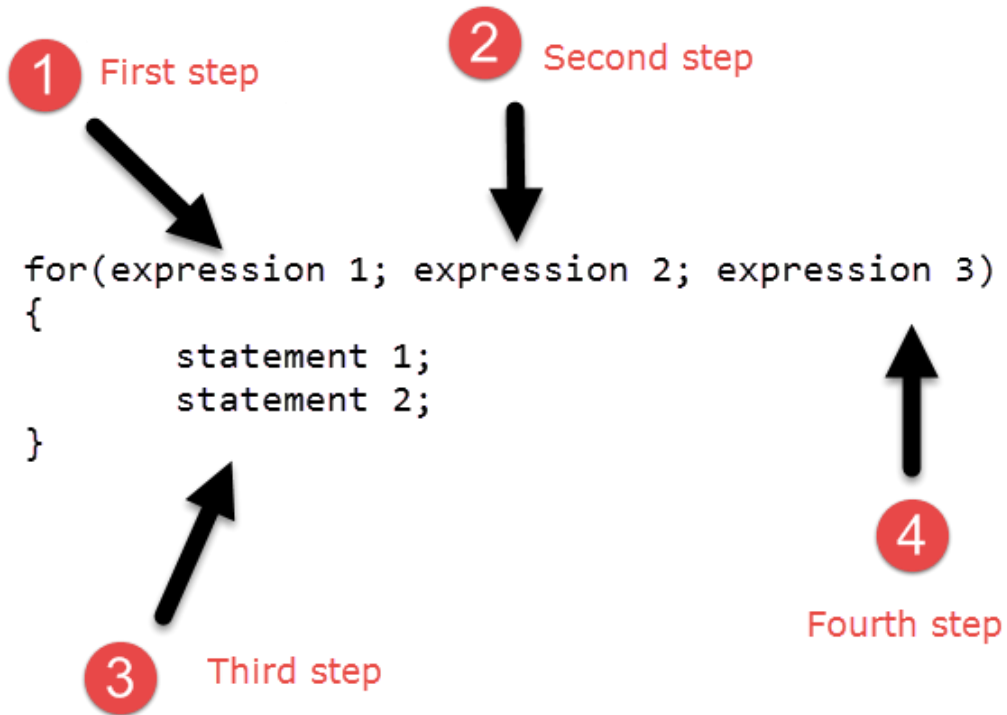 1 First step
2 Second step
for(expression 1; expression 2; expression 3)
{
statement 1;
statement 2;
}
4
Fourth step
3 Third step